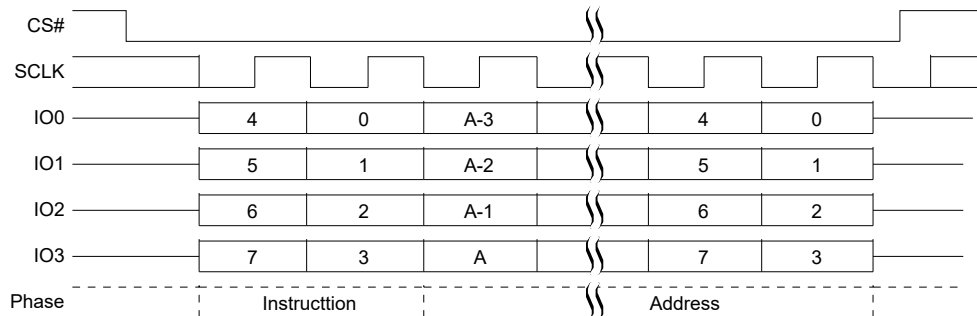 CS#
SCLK
IO0 4 0 A-3 4 0
IO1 5 1 A-2 5 1
IO2 6 2 A-1 6 2
IO3 7 3 A 7 3
Phase Instructtion Address